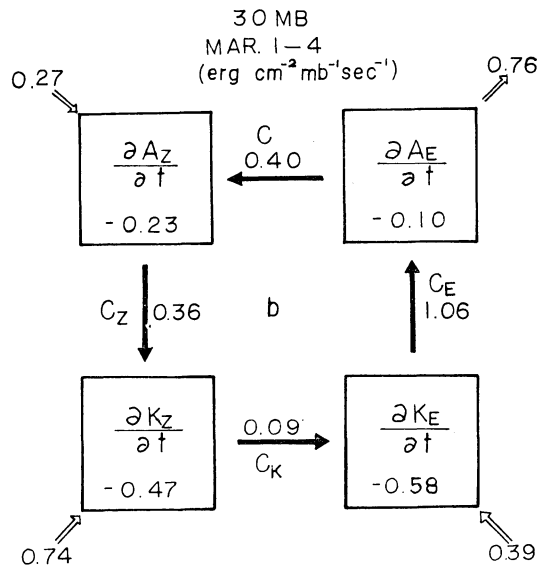 30 MB
MAR. 1-4
(erg cm⁻² mb⁻¹ sec⁻¹)
0.27
0.76
∂A_Z
∂t
-0.23
C
0.40
∂A_E
∂t
-0.10
C_Z 0.36
b
C_E
1.06
∂K_Z
∂t
-0.47
0.09
C_K
∂K_E
∂t
-0.58
0.74
0.39